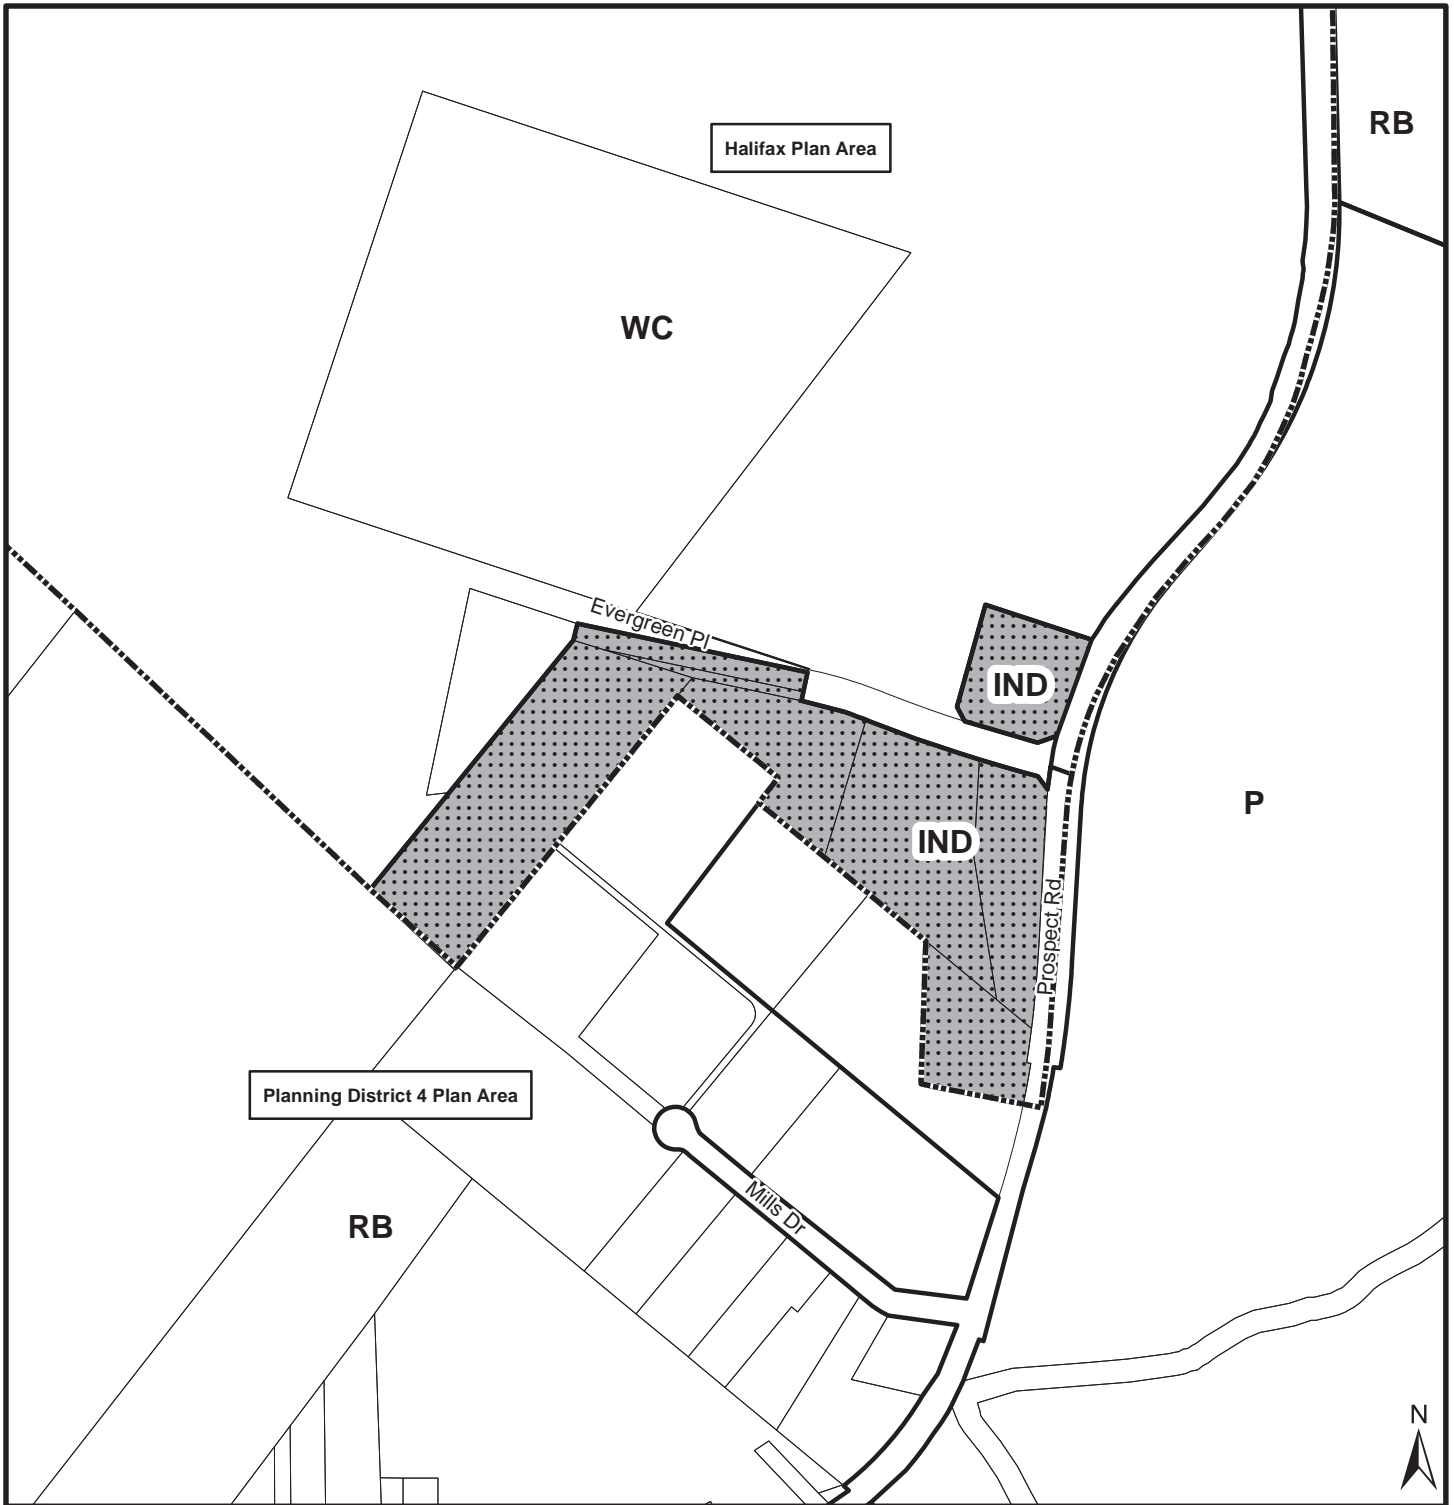 RB
Halifax Plan Area
WC
Evergreen Pl
IND
P
IND
Prospect Rd
Planning District 4 Plan Area
Mills Dr
RB
N